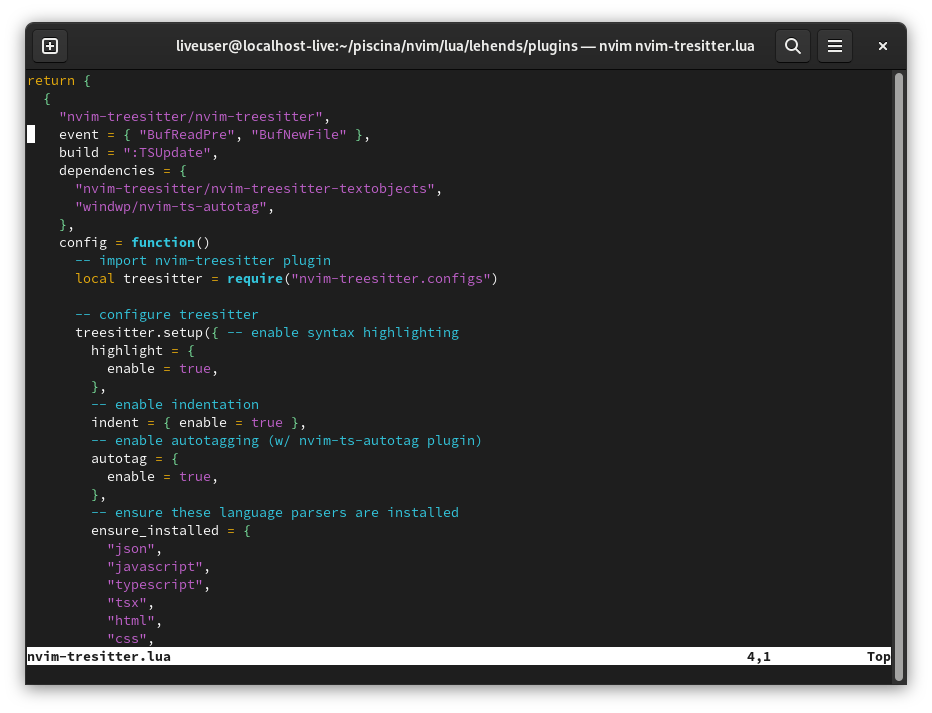 liveuser@localhost-live:~/piscina/nvim/lua/lehends/plugins — nvim nvim-tresitter.lua
return {
  {
    "nvim-treesitter/nvim-treesitter",
    event = { "BufReadPre", "BufNewFile" },
    build = ":TSUpdate",
    dependencies = {
      "nvim-treesitter/nvim-treesitter-textobjects",
      "windwp/nvim-ts-autotag",
    },
    config = function()
      -- import nvim-treesitter plugin
      local treesitter = require("nvim-treesitter.configs")

      -- configure treesitter
      treesitter.setup({ -- enable syntax highlighting
        highlight = {
          enable = true,
        },
        -- enable indentation
        indent = { enable = true },
        -- enable autotagging (w/ nvim-ts-autotag plugin)
        autotag = {
          enable = true,
        },
        -- ensure these language parsers are installed
        ensure_installed = {
          "json",
          "javascript",
          "typescript",
          "tsx",
          "html",
          "css",
nvim-tresitter.lua 4,1 Top